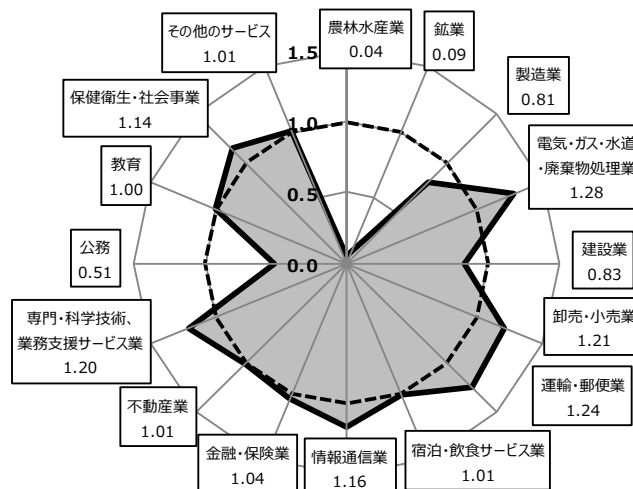 農林水産業
0.04
鉱業
0.09
製造業
0.81
電気・ガス・水道
・廃棄物処理業
1.28
建設業
0.83
卸売・小売業
1.21
運輸・郵便業
1.24
宿泊・飲食サービス業
1.01
情報通信業
1.16
金融・保険業
1.04
不動産業
1.01
専門・科学技術、
業務支援サービス業
1.20
公務
0.51
教育
1.00
保健衛生・社会事業
1.14
その他のサービス
1.01
1.5
1.0
0.5
0.0